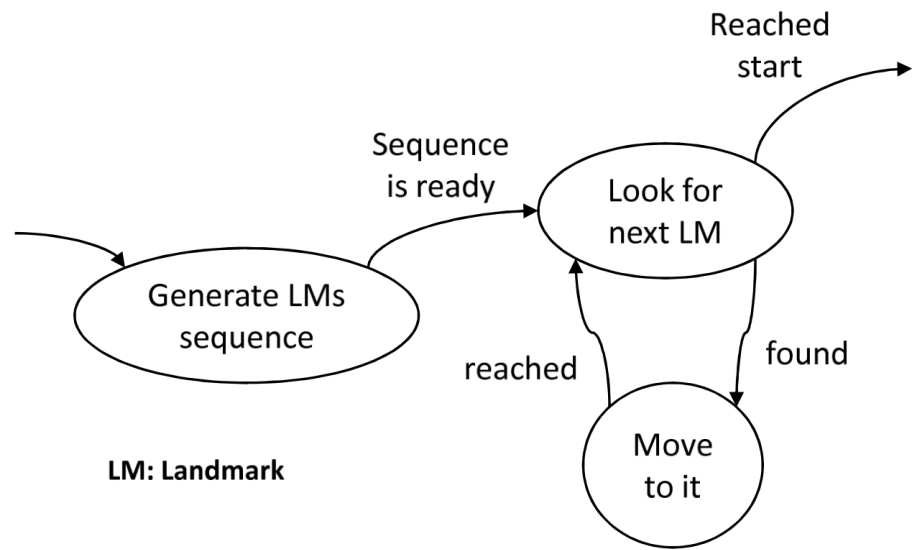 Reached
start
Sequence
is ready
Look for
next LM
Generate LMs
sequence
reached
found
Move
to it
LM: Landmark